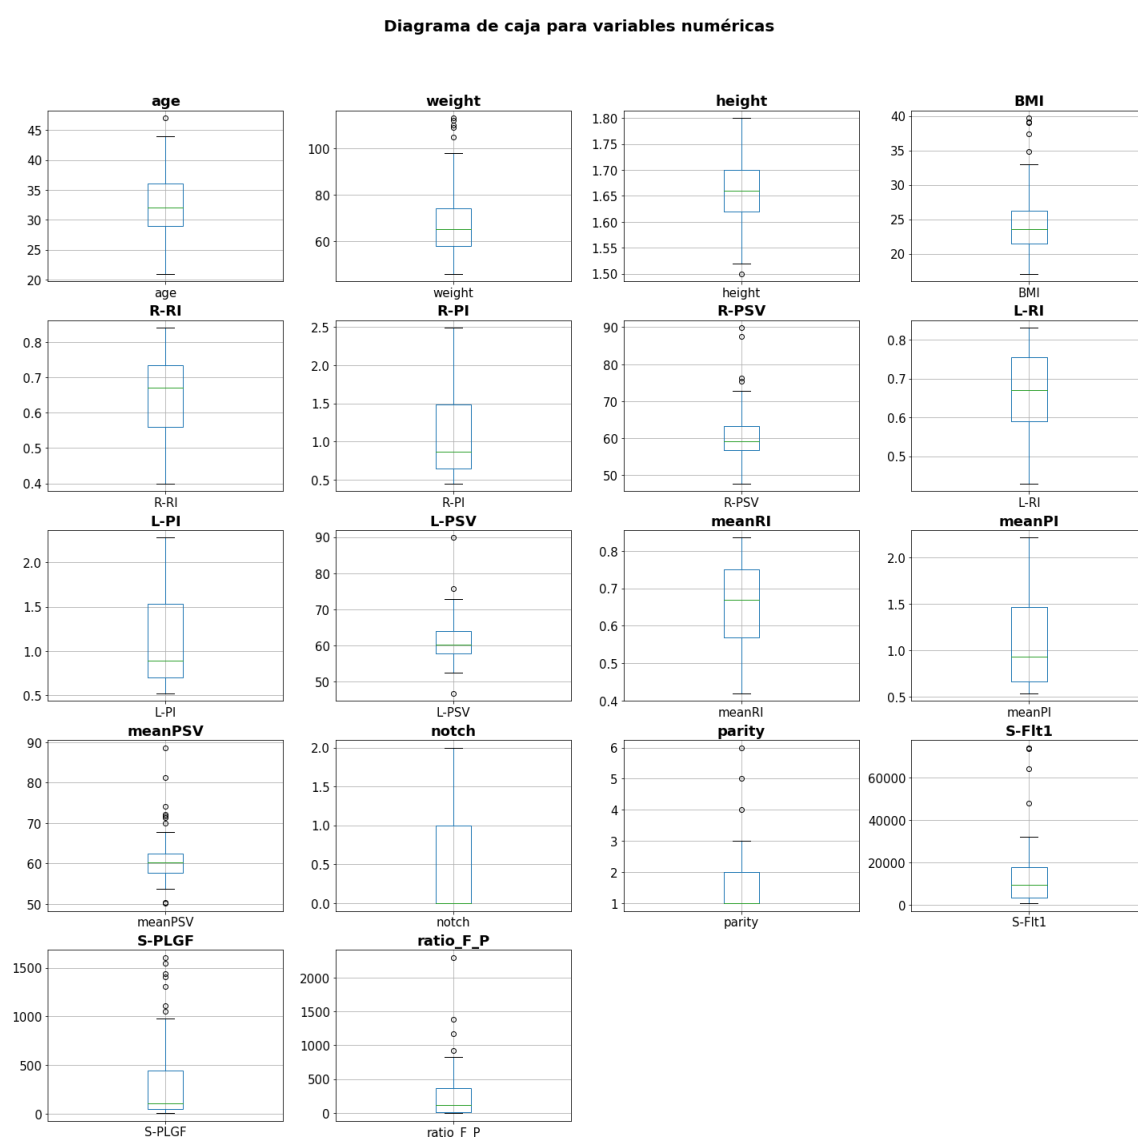 Diagrama de caja para variables numéricas
age weight height BMI
45 40 35 30 25 20
100 80 60
1.80 1.75 1.70 1.65 1.60 1.55 1.50
40 35 30 25 20
age weight height BMI
R-RI R-PI R-PSV L-RI
0.8 0.7 0.6 0.5 0.4
2.5 2.0 1.5 1.0 0.5
90 80 70 60 50
0.8 0.7 0.6 0.5
R-RI R-PI R-PSV L-RI
L-PI L-PSV meanRI meanPI
2.0 1.5 1.0 0.5
90 80 70 60 50
0.8 0.7 0.6 0.5 0.4
2.0 1.5 1.0 0.5
L-PI L-PSV meanRI meanPI
meanPSV notch parity S-Flt1
90 80 70 60 50
2.0 1.5 1.0 0.5 0.0
6 5 4 3 2 1
60000 40000 20000 0
meanPSV notch parity S-Flt1
S-PLGF ratio_F_P
1500 1000 500 0
2000 1500 1000 500 0
S-PLGF ratio_F_P